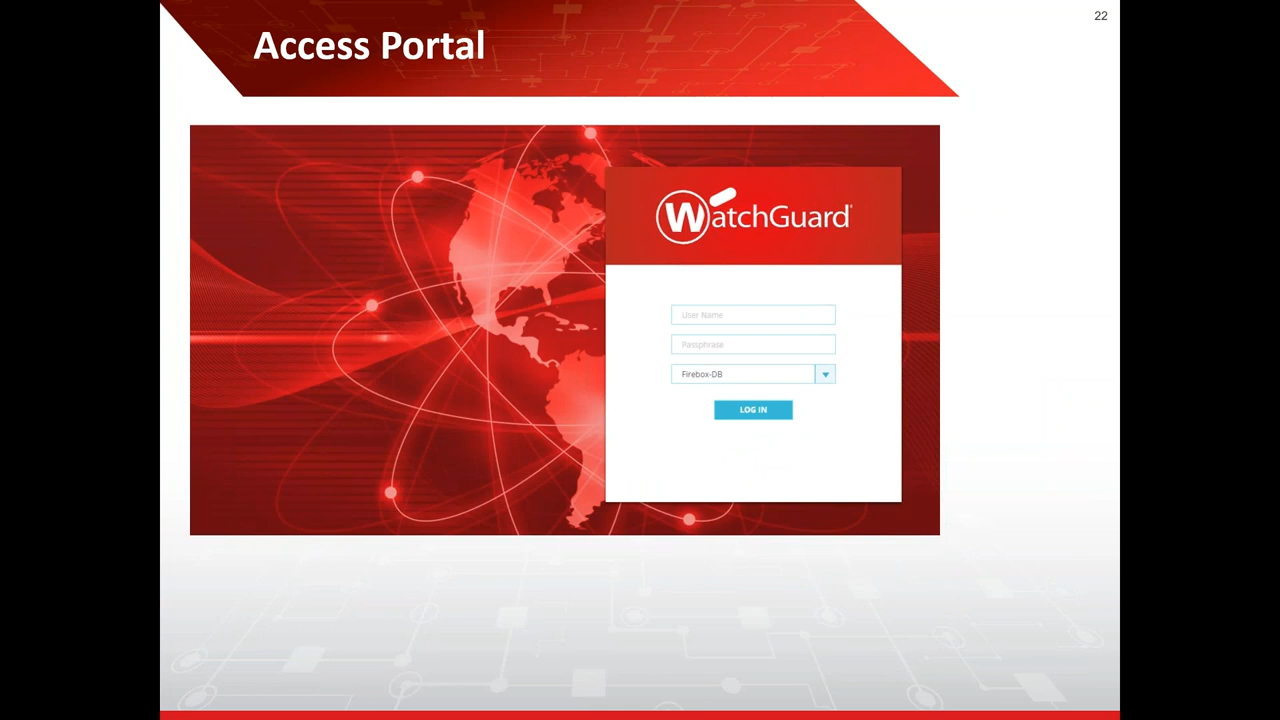 22
Access Portal
WatchGuard
User Name
Passphrase
Firebox-DB
LOG IN